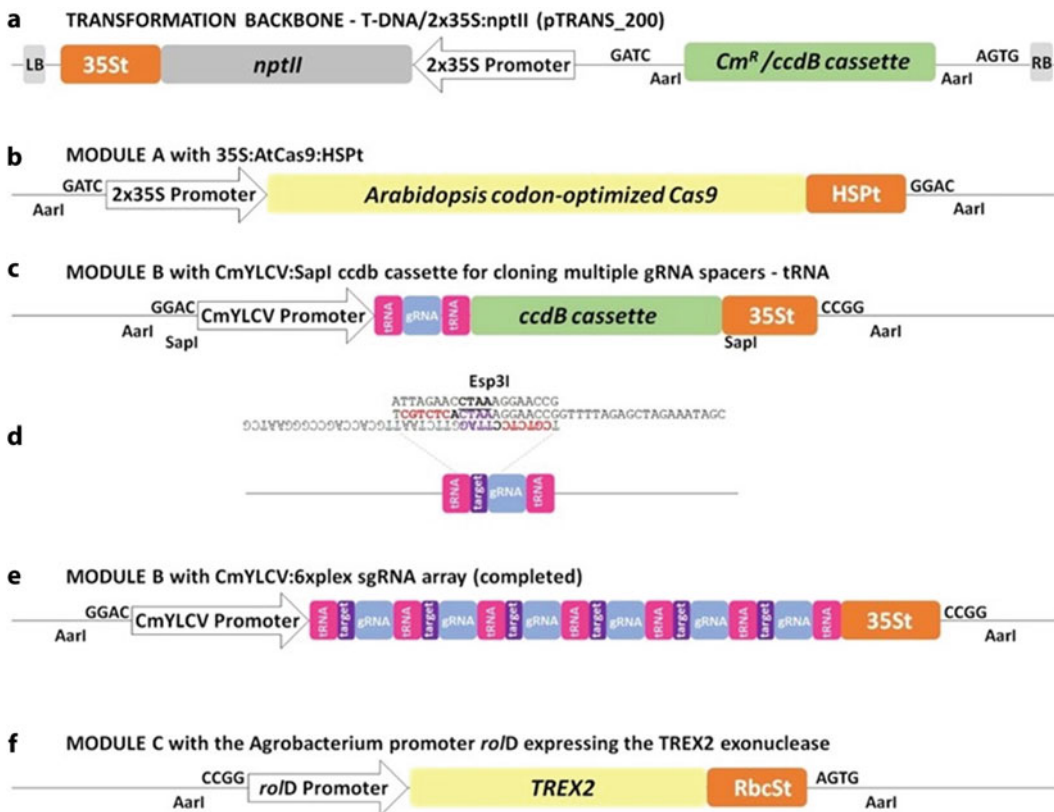 a TRANSFORMATION BACKBONE - T-DNA/2x35S:nptII (pTRANS_200)
LB 35St nptII 2x35S Promoter GATC AarI CmR/ccdB cassette AarI AGTG RB
b MODULE A with 35S:AtCas9:HSPt
AarI GATC 2x35S Promoter Arabidopsis codon-optimized Cas9 HSPt GGAC AarI
c MODULE B with CmYLCV:SapI ccdb cassette for cloning multiple gRNA spacers - tRNA
AarI GGAC SapI CmYLCV Promoter tRNA gRNA tRNA ccdB cassette 35St SapI CCGG AarI
Esp3I
ATTAGAACCTAAAGGAACCG
TCGTCTCACTAAAGGAACCGGTTTTAGAGCTAGAAATAGC
d
tRNA target gRNA tRNA
e MODULE B with CmYLCV:6xplex sgRNA array (completed)
AarI GGAC CmYLCV Promoter tRNA target gRNA tRNA target gRNA tRNA target gRNA tRNA target gRNA tRNA target gRNA tRNA target gRNA tRNA 35St CCGG AarI
f MODULE C with the Agrobacterium promoter rolD expressing the TREX2 exonuclease
CCGG AarI rolD Promoter TREX2 RbcSt AGTG AarI